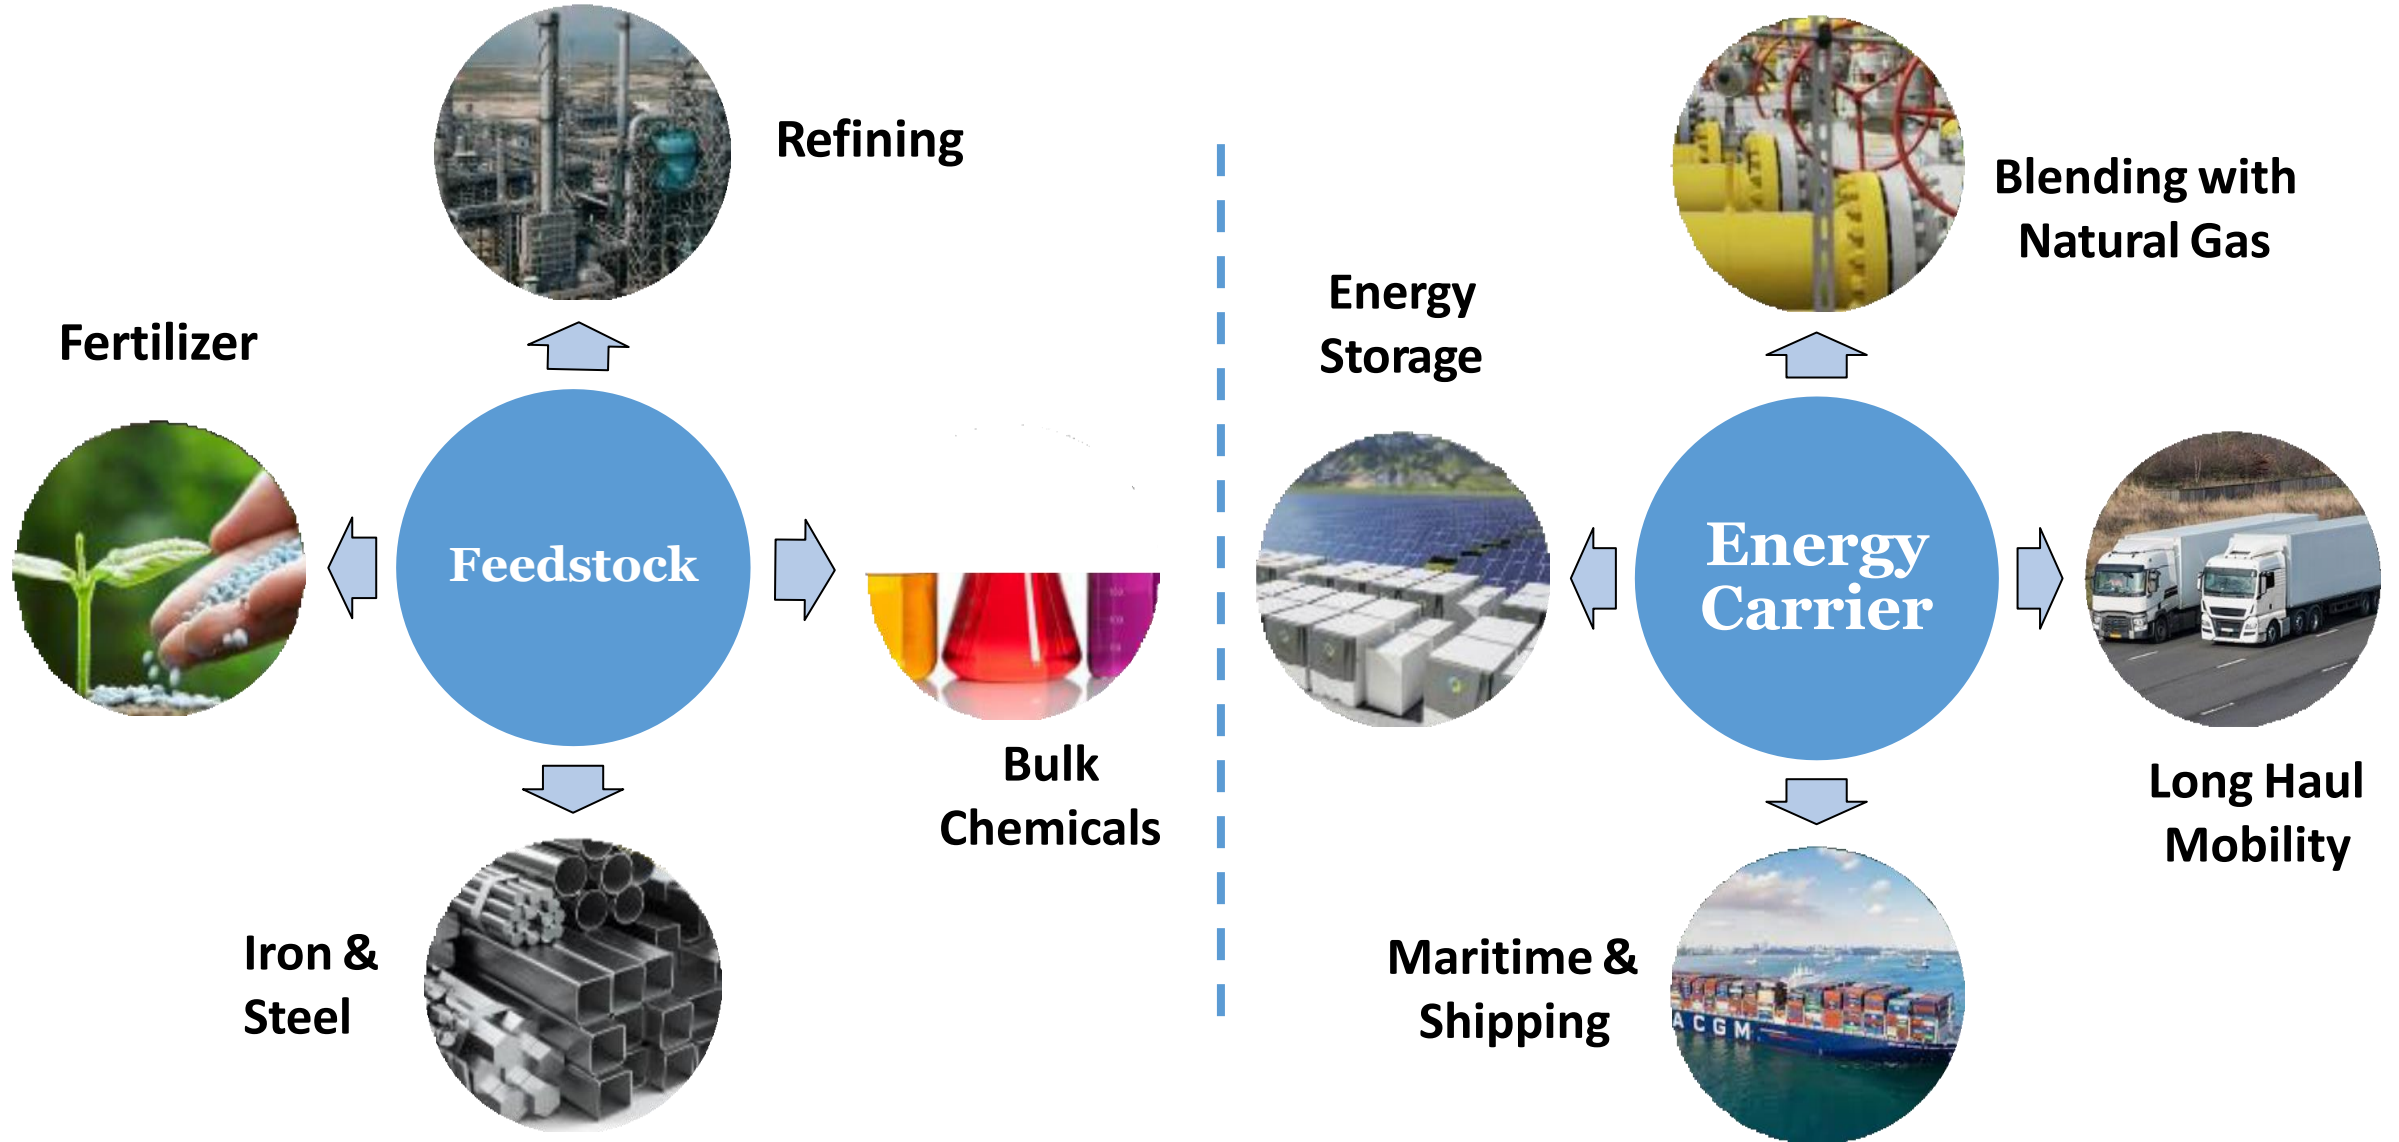 Refining
Fertilizer
Feedstock
Bulk
Chemicals
Iron &
Steel
Blending with
Natural Gas
Energy
Storage
Energy
Carrier
Long Haul
Mobility
Maritime &
Shipping
A CGM